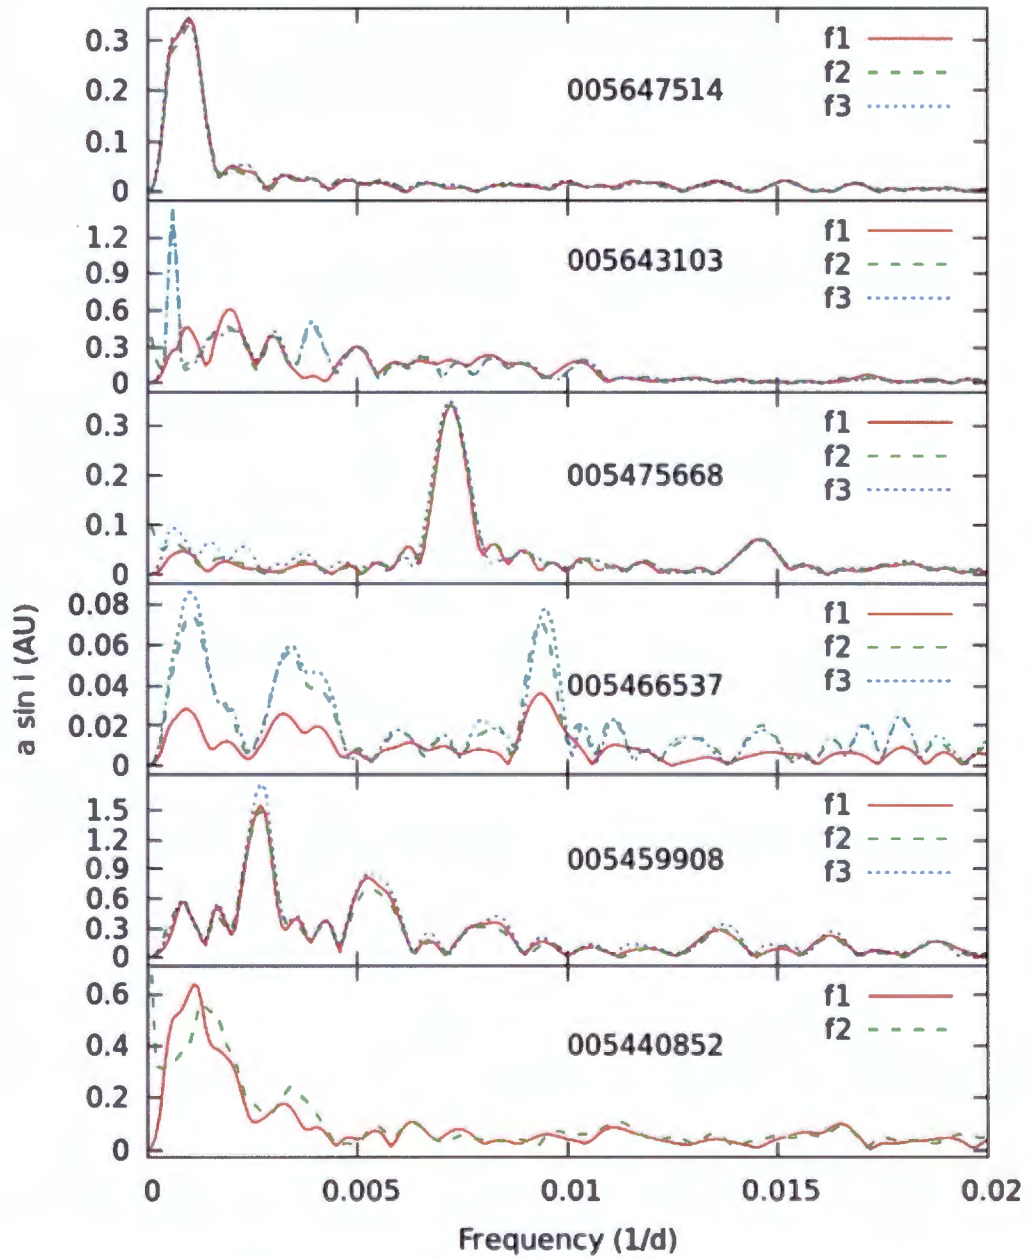 a sin i (AU)
0.3
0.2
0.1
0
005647514
f1
f2
f3
1.2
0.9
0.6
0.3
0
005643103
f1
f2
f3
0.3
0.2
0.1
0
005475668
f1
f2
f3
0.08
0.06
0.04
0.02
0
005466537
f1
f2
f3
1.5
1.2
0.9
0.6
0.3
0
005459908
f1
f2
f3
0.6
0.4
0.2
0
005440852
f1
f2
0 0.005 0.01 0.015 0.02
Frequency (1/d)